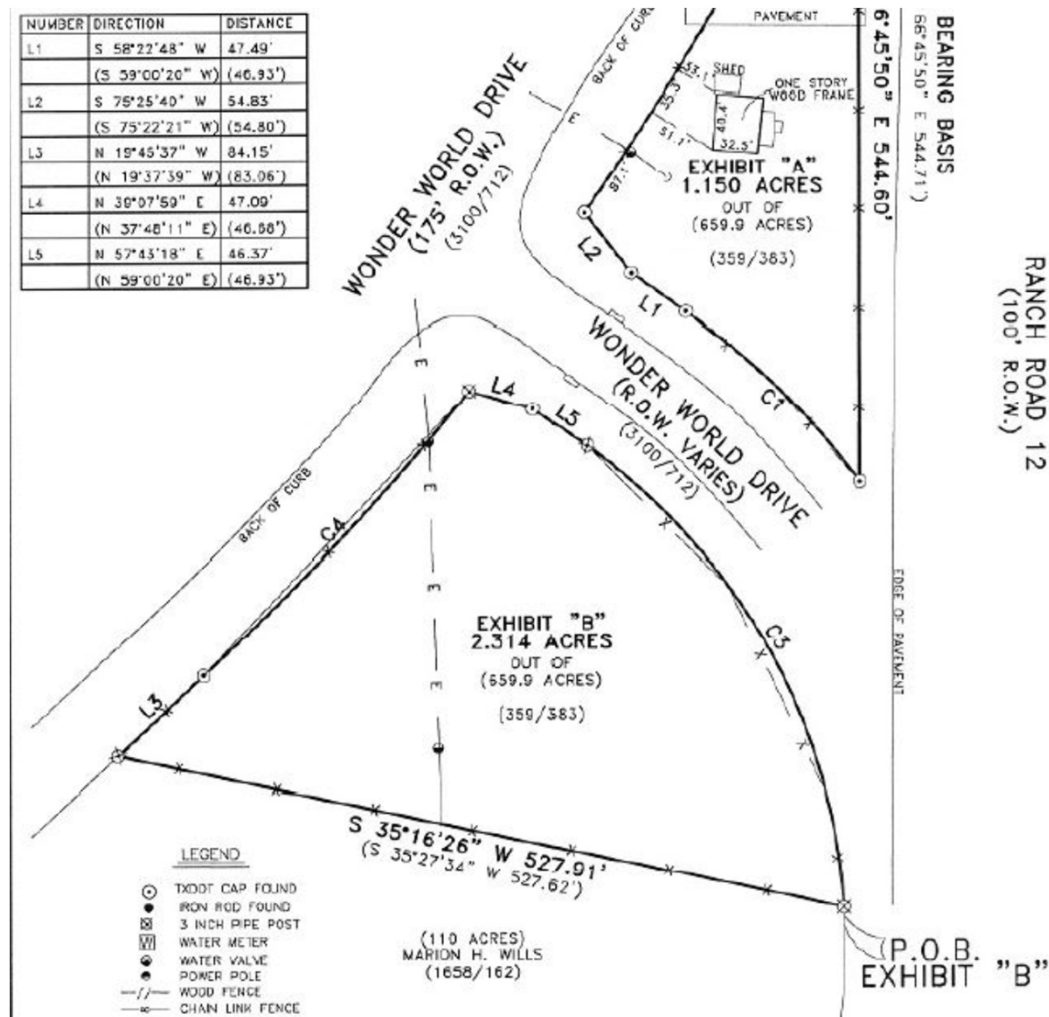 NUMBER DIRECTION DISTANCE
L1 S 58°22'48" W 47.49'
(S 59°00'20" W) (46.93')
L2 S 75°25'40" W 54.83'
(S 75°22'21" W) (54.80')
L3 N 19°45'37" W 84.15'
(N 19°37'39" W) (83.06')
L4 N 39°07'59" E 47.09'
(N 37°48'11" E) (46.68')
L5 N 57°43'18" E 46.37'
(N 59°00'20" E) (46.93')
BACK OF CURB
PAVEMENT
WONDER WORLD DRIVE
(175' R.O.W.)
(3100/712)
E
33.1'
35.3'
SHED
ONE STORY
WOOD FRAME
40.4'
51.1'
32.5'
97.1'
EXHIBIT "A"
1.150 ACRES
OUT OF
(659.9 ACRES)
(359/383)
6°45'50" E 544.60'
BEARING BASIS
66°45'50" E 544.71')
RANCH ROAD 12
(100' R.O.W.)
L2
L1
C1
WONDER WORLD DRIVE
(R.O.W. VARIES)
(3100/712)
E
L4
L5
BACK OF CURB
C4
E
E
E
L3
EXHIBIT "B"
2.314 ACRES
OUT OF
(659.9 ACRES)
(359/383)
C3
EDGE OF PAVEMENT
S 35°16'26" W 527.91'
(S 35°27'34" W 527.62')
LEGEND
TXDOT CAP FOUND
IRON ROD FOUND
3 INCH PIPE POST
WATER METER
WATER VALVE
POWER POLE
WOOD FENCE
CHAIN LINK FENCE
(110 ACRES)
MARION H. WILLS
(1658/162)
P.O.B.
EXHIBIT "B"